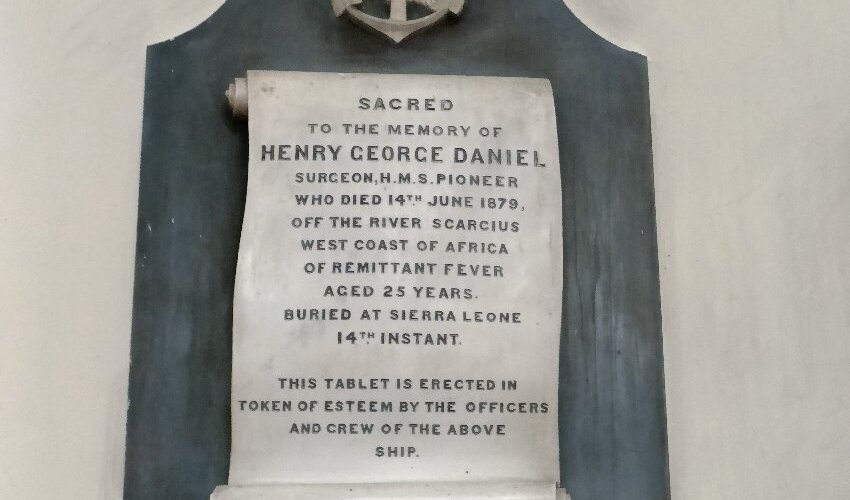 SACRED
TO THE MEMORY OF
HENRY GEORGE DANIEL
SURGEON, H.M.S. PIONEER
WHO DIED 14TH JUNE 1879,
OFF THE RIVER SCARCIUS
WEST COAST OF AFRICA
OF REMITTANT FEVER
AGED 25 YEARS.
BURIED AT SIERRA LEONE
14TH INSTANT.
THIS TABLET IS ERECTED IN
TOKEN OF ESTEEM BY THE OFFICERS
AND CREW OF THE ABOVE
SHIP.